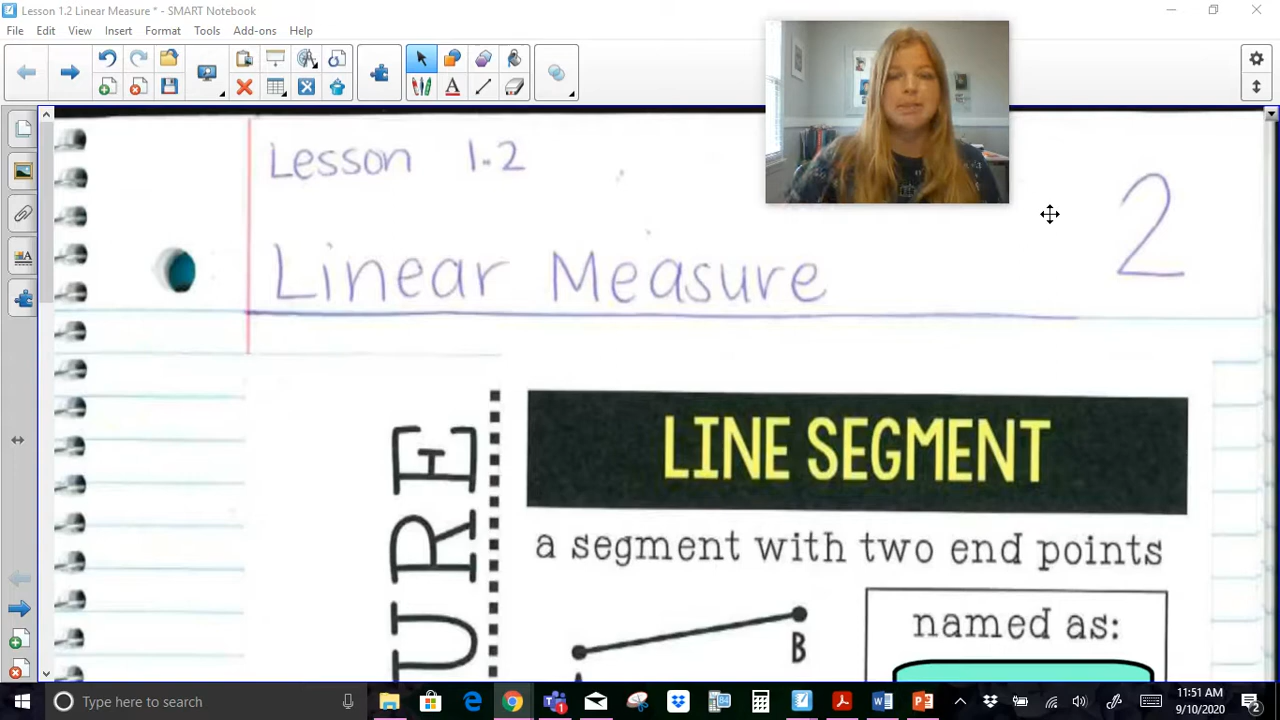 Lesson 1.2 Linear Measure * - SMART Notebook
File Edit View Insert Format Tools Add-ons Help
Lesson 1.2
2
Linear Measure
URE
LINE SEGMENT
a segment with two end points
named as:
B
Type here to search
11:51 AM
9/10/2020